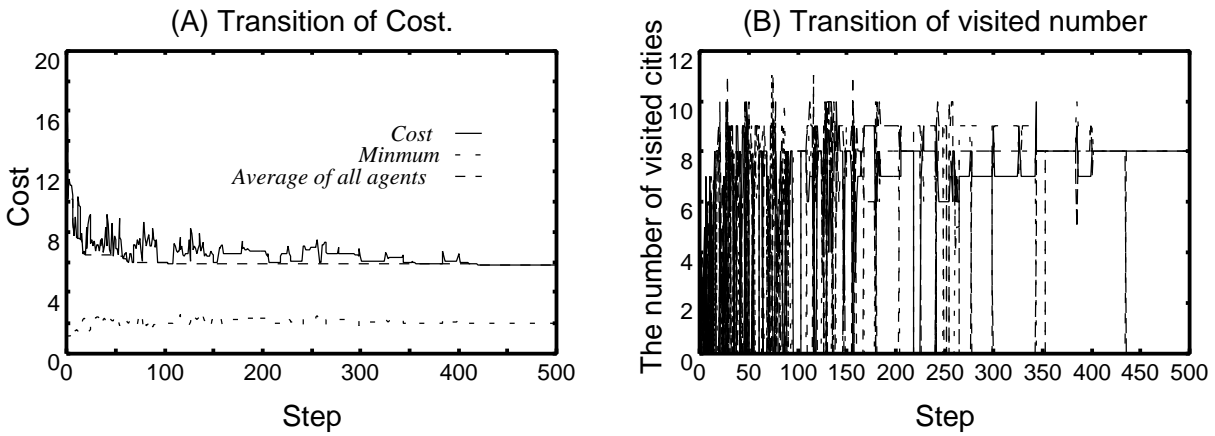 (A) Transition of Cost.
20
16
12
8
4
0
Cost
Cost
Minmum
Average of all agents
0 100 200 300 400 500
Step
(B) Transition of visited number
12
10
8
6
4
2
0
The number of visited cities
0 50 100 150 200 250 300 350 400 450 500
Step